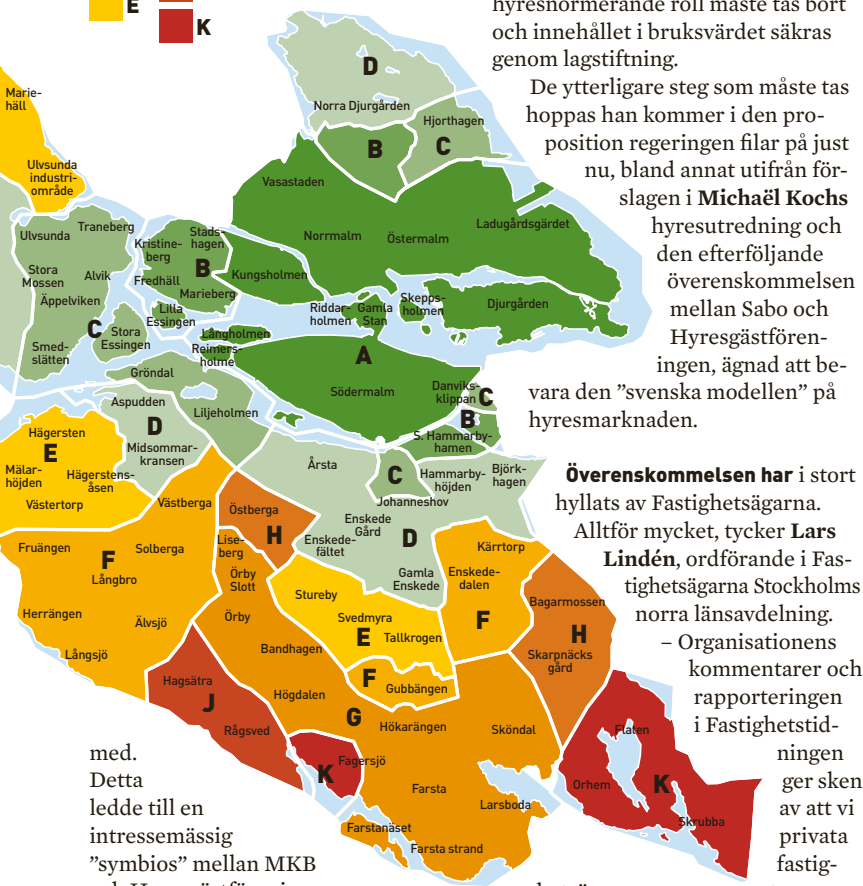 E
K
hyresnormerande roll måste tas bort
och innehållet i bruksvärdet säkras
genom lagstiftning.
De ytterligare steg som måste tas
hoppas han kommer i den pro-
position regeringen filar på just
nu, bland annat utifrån för-
slagen i Michaël Kochs
hyresutredning och
den efterföljande
överenskommelsen
mellan Sabo och
Hyresgästfören-
ingen, ägnad att be-
vara den ”svenska modellen” på
hyresmarknaden.
Överenskommelsen har i stort
hyllats av Fastighetsägarna.
Alltför mycket, tycker Lars
Lindén, ordförande i Fas-
tighetsägarna Stockholms
norra länsavdelning.
– Organisationens
kommentarer och
rapporteringen
i Fastighetstid-
ningen
ger sken
av att vi
privata
fastig-
med.
Detta
ledde till en
intressemässig
”symbios” mellan MKB
D
Norra Djurgården
Hjorthagen
B
C
Marie-
häll
Ulvsunda
industri-
område
Vasastaden
Norrmalm
Östermalm
Ladugårdsgärdet
Ulvsunda
Traneberg
Kristine-
berg
Stads-
hagen
B
Kungsholmen
Stora
Mossen
Alvik
Fredhäll
Marieberg
Äppelviken
Lilla
Essingen
Riddar-
holmen
Gamla
Stan
Skepps-
holmen
Djurgården
C
Stora
Essingen
Långholmen
Reimers-
holme
Smed-
slätten
A
Gröndal
Södermalm
Danviks-
klippan
C
Aspudden
Liljeholmen
B
D
S. Hammarby-
hamen
Hägersten
E
Midsommar-
kransen
Mälar-
höjden
Hägerstens-
åsen
Årsta
C
Hammarby-
höjden
Björk-
hagen
Västertorp
Västberga
Östberga
Johanneshov
Enskede
Gård
H
Fruängen
Solberga
Lise-
berg
Enskede-
fältet
D
Kärrtorp
F
Långbro
Örby
Slott
Gamla
Enskede
Enskede-
dalen
Stureby
Bagarmossen
Herrängen
Älvsjö
Örby
Svedmyra
E
Tallkrogen
F
H
Långsjö
Bandhagen
Skarpnäcks
gård
Hagsätra
F
Gubbängen
J
Högdalen
G
Hökarängen
Rågsved
Sköndal
Flaten
K
Fagersjö
Farsta
Orhem
K
Larsboda
Skrubba
Farstanäset
Farsta strand